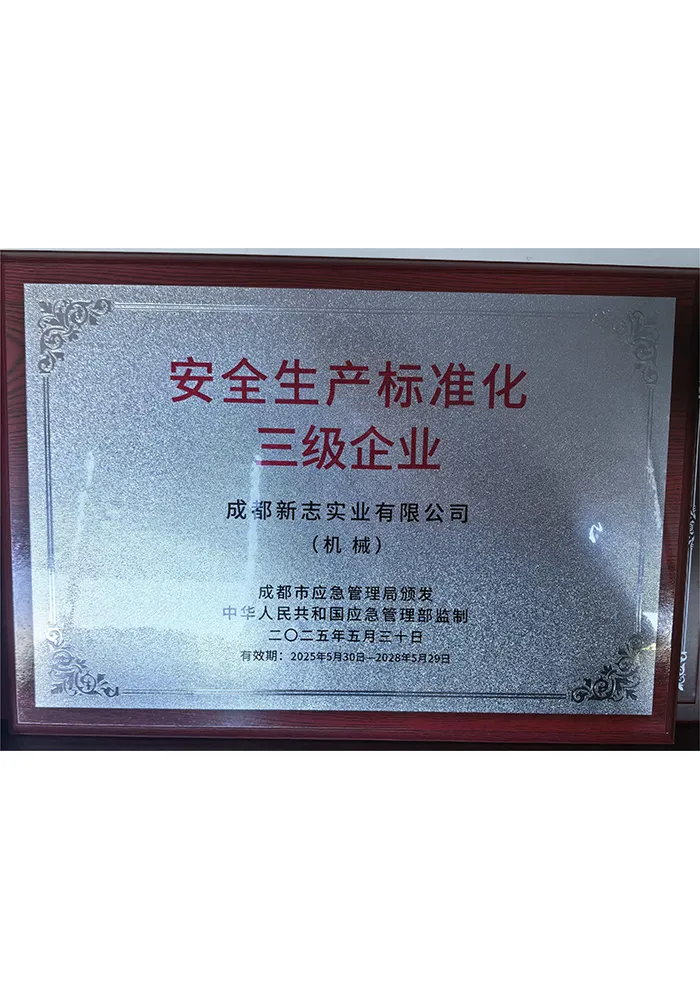 安全生产标准化
三级企业
成都新志实业有限公司
（机 械）
成都市应急管理局颁发
中华人民共和国应急管理部监制
二〇二五年五月三十日
有效期：2025年5月30日—2028年5月29日